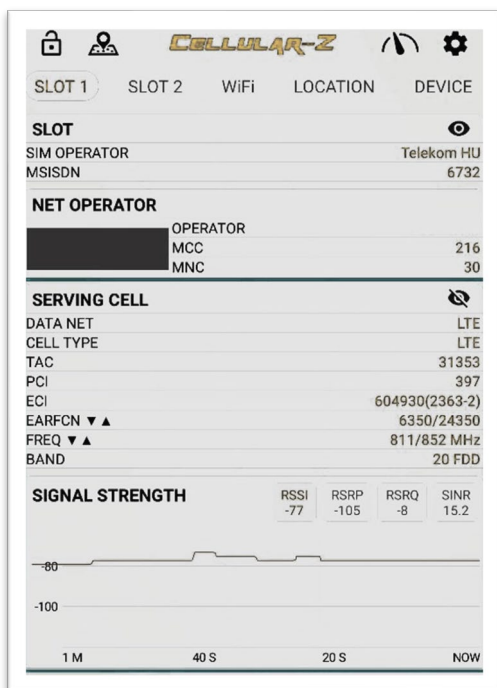 CELLULAR-Z
SLOT 1 SLOT 2 WiFi LOCATION DEVICE
SLOT
SIM OPERATOR Telekom HU
MSISDN 6732
NET OPERATOR
OPERATOR
MCC 216
MNC 30
SERVING CELL
DATA NET LTE
CELL TYPE LTE
TAC 31353
PCI 397
ECI 604930(2363-2)
EARFCN ▼ ▲ 6350/24350
FREQ ▼ ▲ 811/852 MHz
BAND 20 FDD
SIGNAL STRENGTH RSSI RSRP RSRQ SINR
-77 -105 -8 15.2
-80
-100
1 M 40 S 20 S NOW